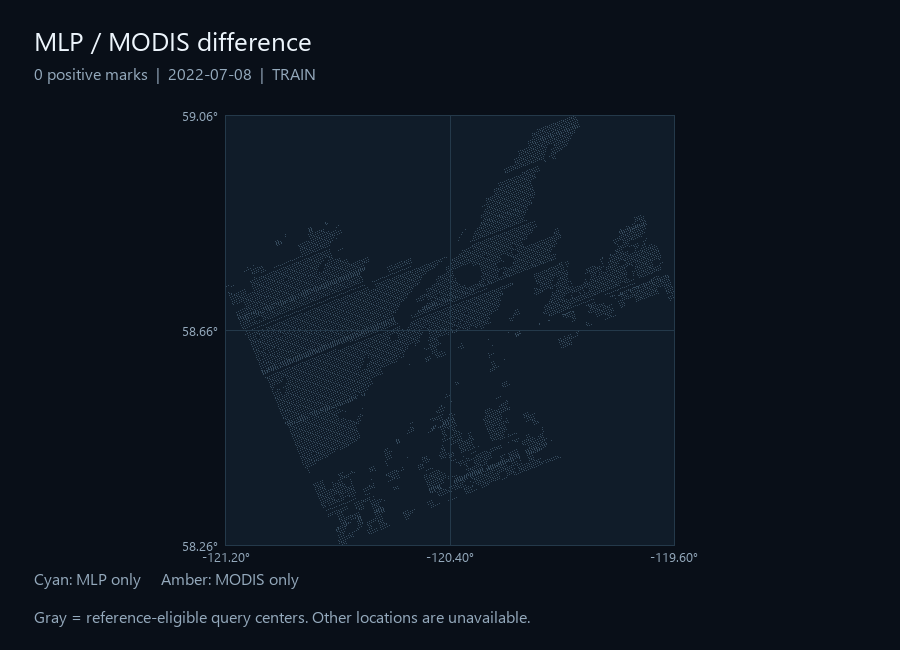 MLP / MODIS difference
0 positive marks | 2022-07-08 | TRAIN
59.06°
58.66°
58.26°
-121.20° -120.40° -119.60°
Cyan: MLP only Amber: MODIS only
Gray = reference-eligible query centers. Other locations are unavailable.